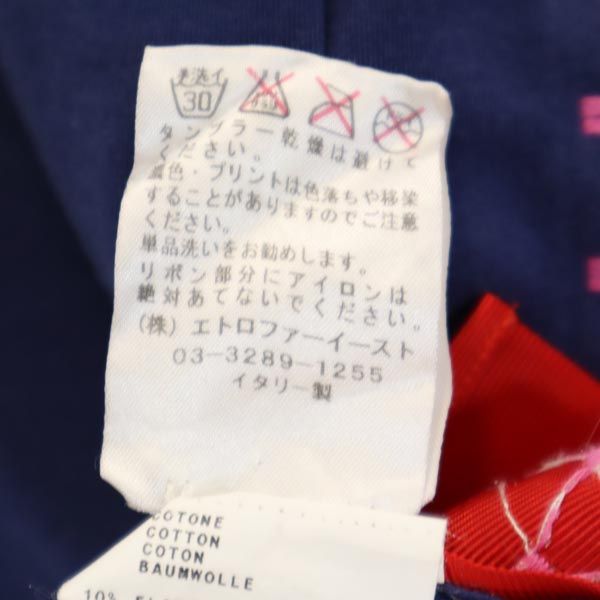 手洗イ
30
タンブラー乾燥は避けて
ください。
濃色・プリントは色落ちや移染
することがありますのでご注意
ください。
単品洗いをお勧めします。
リボン部分にアイロンは
絶対あてないでください。
(株) エトロファーイースト
03-3289-1255
イタリー製
COTONE
COTTON
COTON
BAUMWOLLE
10%